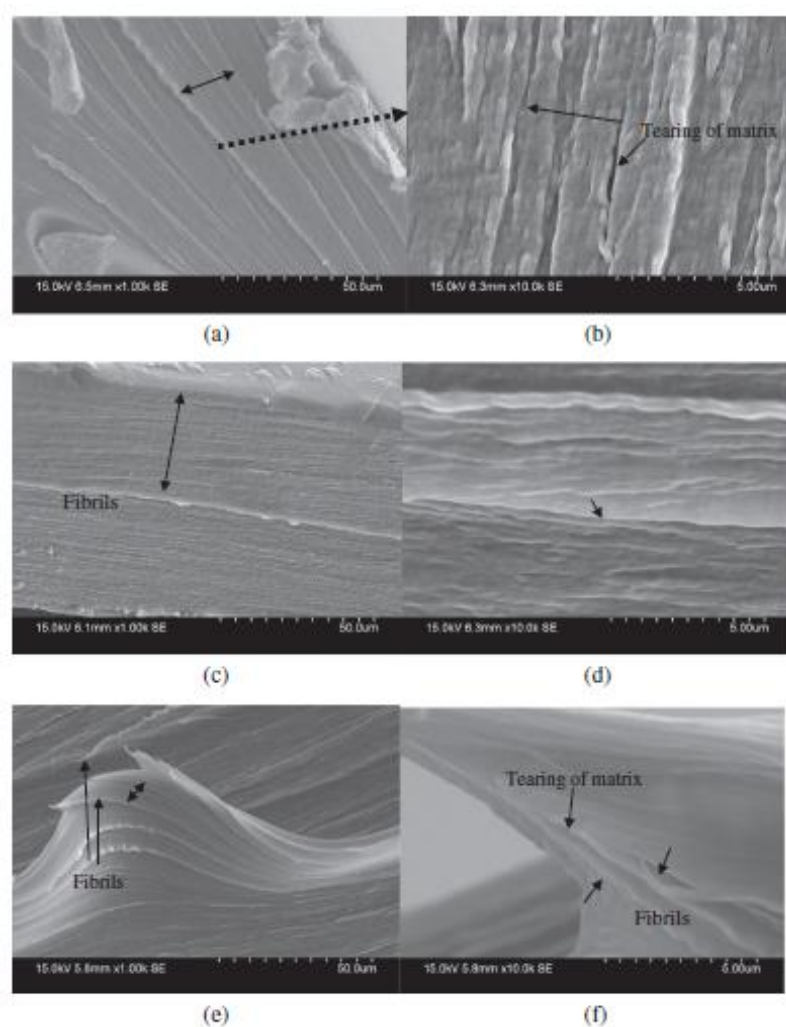 Tearing of matrix
15.0kV 6.5mm x1.00k SE 50.0um
15.0kV 6.3mm x10.0k SE 5.00um
(a) (b)
Fibrils
15.0kV 6.1mm x1.00k SE 50.0um
15.0kV 6.3mm x10.0k SE 5.00um
(c) (d)
Fibrils
Tearing of matrix
Fibrils
15.0kV 5.8mm x1.00k SE 50.0um
15.0kV 5.8mm x10.0k SE 5.00um
(e) (f)